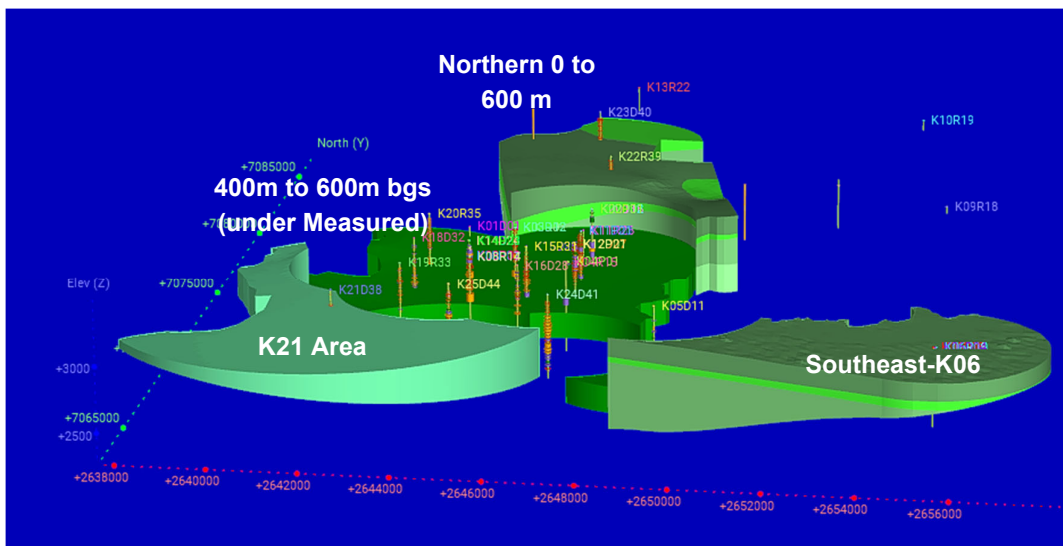 Northern 0 to
600 m
K13R22
K23D40
K10R19
North (Y)
K22R39
+7085000
400m to 600m bgs
(under Measured)
K20R35
K09R18
K18D32
K15R31
K19R33
K16D28
Elev (Z)
+7075000
K21D38
K25D44
K24D41
K05D11
K21 Area
Southeast-K06
+3000
+7065000
+2500
+2638000
+2640000
+2642000
+2644000
+2646000
+2648000
+2650000
+2652000
+2654000
+2656000